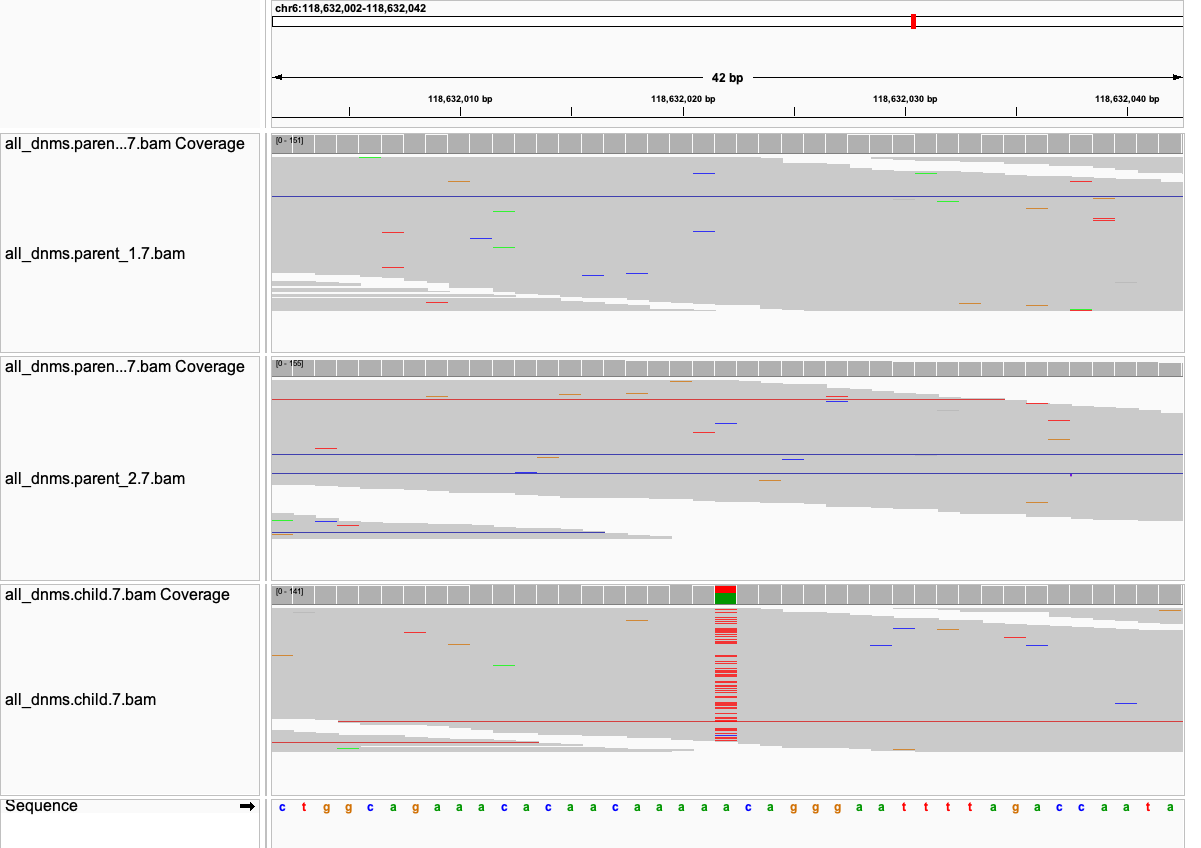 chr6:118,632,002-118,632,042
42 bp
118,632,010 bp 118,632,020 bp 118,632,030 bp 118,632,040 bp
all_dnms.paren...7.bam Coverage
[0 - 151]
all_dnms.parent_1.7.bam
all_dnms.paren...7.bam Coverage
[0 - 155]
all_dnms.parent_2.7.bam
all_dnms.child.7.bam Coverage
[0 - 141]
all_dnms.child.7.bam
Sequence
c t g g c a g a a a c a c a a c a a a a a c a g g g a a t t t t a g a c c a a t a